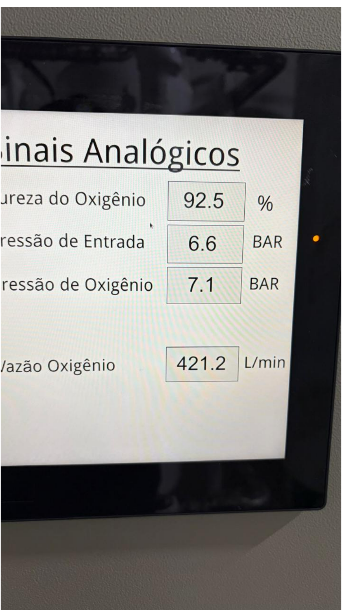 inais Analógicos
ureza do Oxigênio 92.5 %
ressão de Entrada 6.6 BAR
ressão de Oxigênio 7.1 BAR
Vazão Oxigênio 421.2 L/min